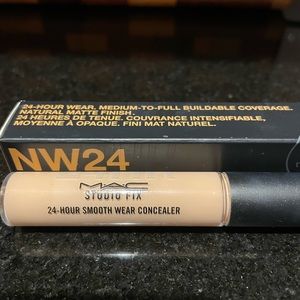 24-HOUR WEAR. MEDIUM-TO-FULL BUILDABLE COVERAGE.
NATURAL MATTE FINISH.
24 HEURES DE TENUE. COUVRANCE INTENSIFIABLE,
MOYENNE À OPAQUE. FINI MAT NATUREL.
NW24
MAC
STUDIO FIX
24-HOUR SMOOTH WEAR CONCEALER